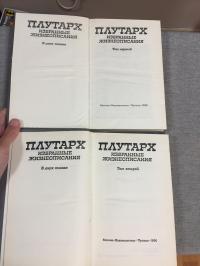 ПЛУТАРХ
ИЗБРАННЫЕ
ЖИЗНЕОПИСАНИЯ
В двух томах
ПЛУТАРХ
ИЗБРАННЫЕ
ЖИЗНЕОПИСАНИЯ
Том первый
ПЛУТАРХ
ИЗБРАННЫЕ
ЖИЗНЕОПИСАНИЯ
В двух томах
ПЛУТАРХ
ИЗБРАННЫЕ
ЖИЗНЕОПИСАНИЯ
Том второй